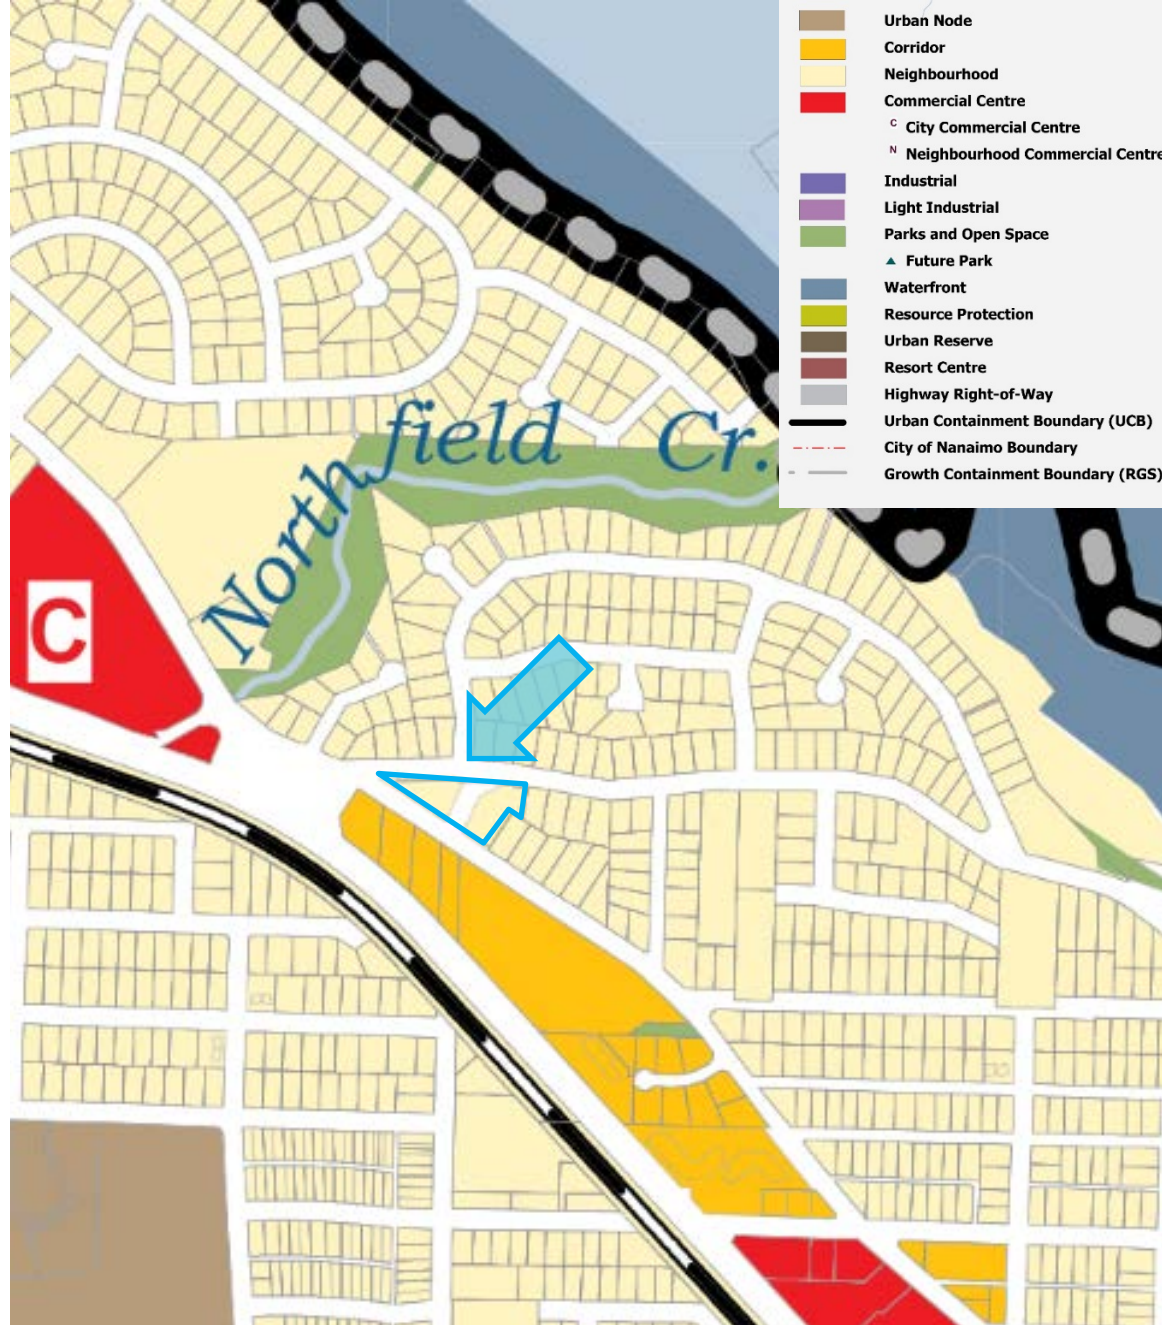 Urban Node
Corridor
Neighbourhood
Commercial Centre
C City Commercial Centre
N Neighbourhood Commercial Centre
Industrial
Light Industrial
Parks and Open Space
Future Park
Waterfront
Resource Protection
Urban Reserve
Resort Centre
Highway Right-of-Way
Urban Containment Boundary (UCB)
City of Nanaimo Boundary
Growth Containment Boundary (RGS)
Northfield Cr.
C